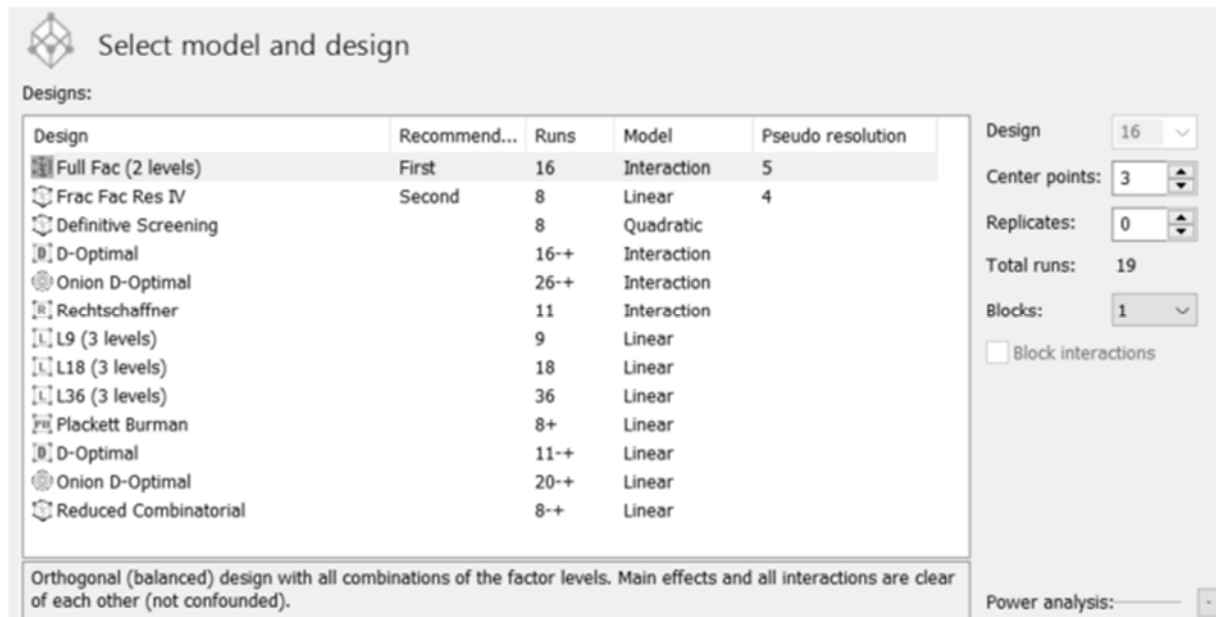 Select model and design
Designs:
Design Recommend... Runs Model Pseudo resolution
Full Fac (2 levels) First 16 Interaction 5
Frac Fac Res IV Second 8 Linear 4
Definitive Screening 8 Quadratic
D-Optimal 16-+ Interaction
Onion D-Optimal 26-+ Interaction
Rechtschaffner 11 Interaction
L9 (3 levels) 9 Linear
L18 (3 levels) 18 Linear
L36 (3 levels) 36 Linear
Plackett Burman 8+ Linear
D-Optimal 11-+ Linear
Onion D-Optimal 20-+ Linear
Reduced Combinatorial 8-+ Linear
Orthogonal (balanced) design with all combinations of the factor levels. Main effects and all interactions are clear
of each other (not confounded).
Design 16
Center points: 3
Replicates: 0
Total runs: 19
Blocks: 1
Block interactions
Power analysis: